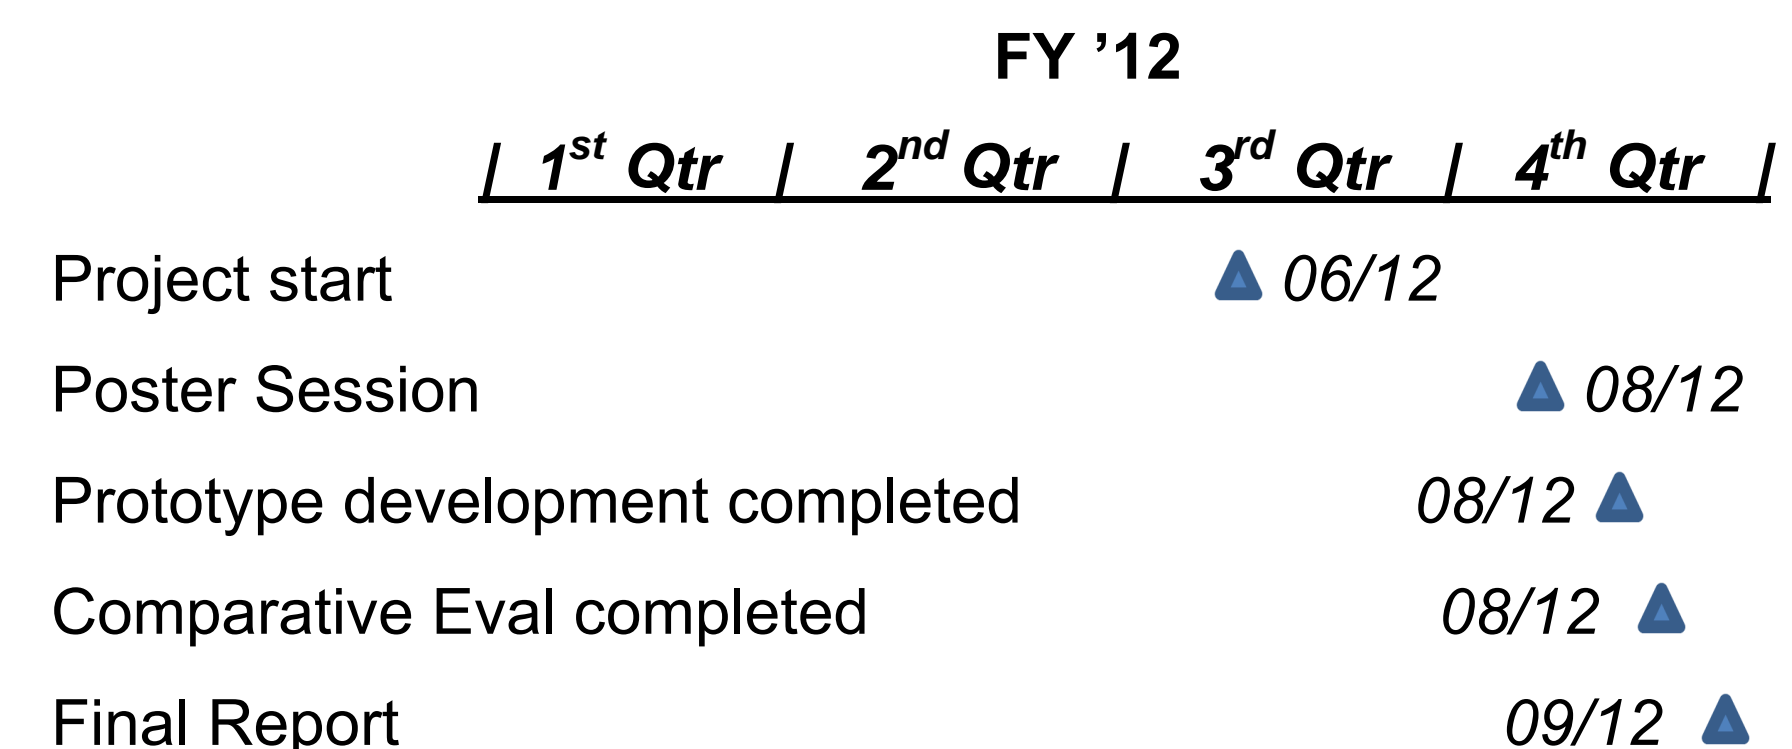 FY ’12
| 1st Qtr | 2nd Qtr | 3rd Qtr | 4th Qtr |
Project start 06/12
Poster Session 08/12
Prototype development completed 08/12
Comparative Eval completed 08/12
Final Report 09/12